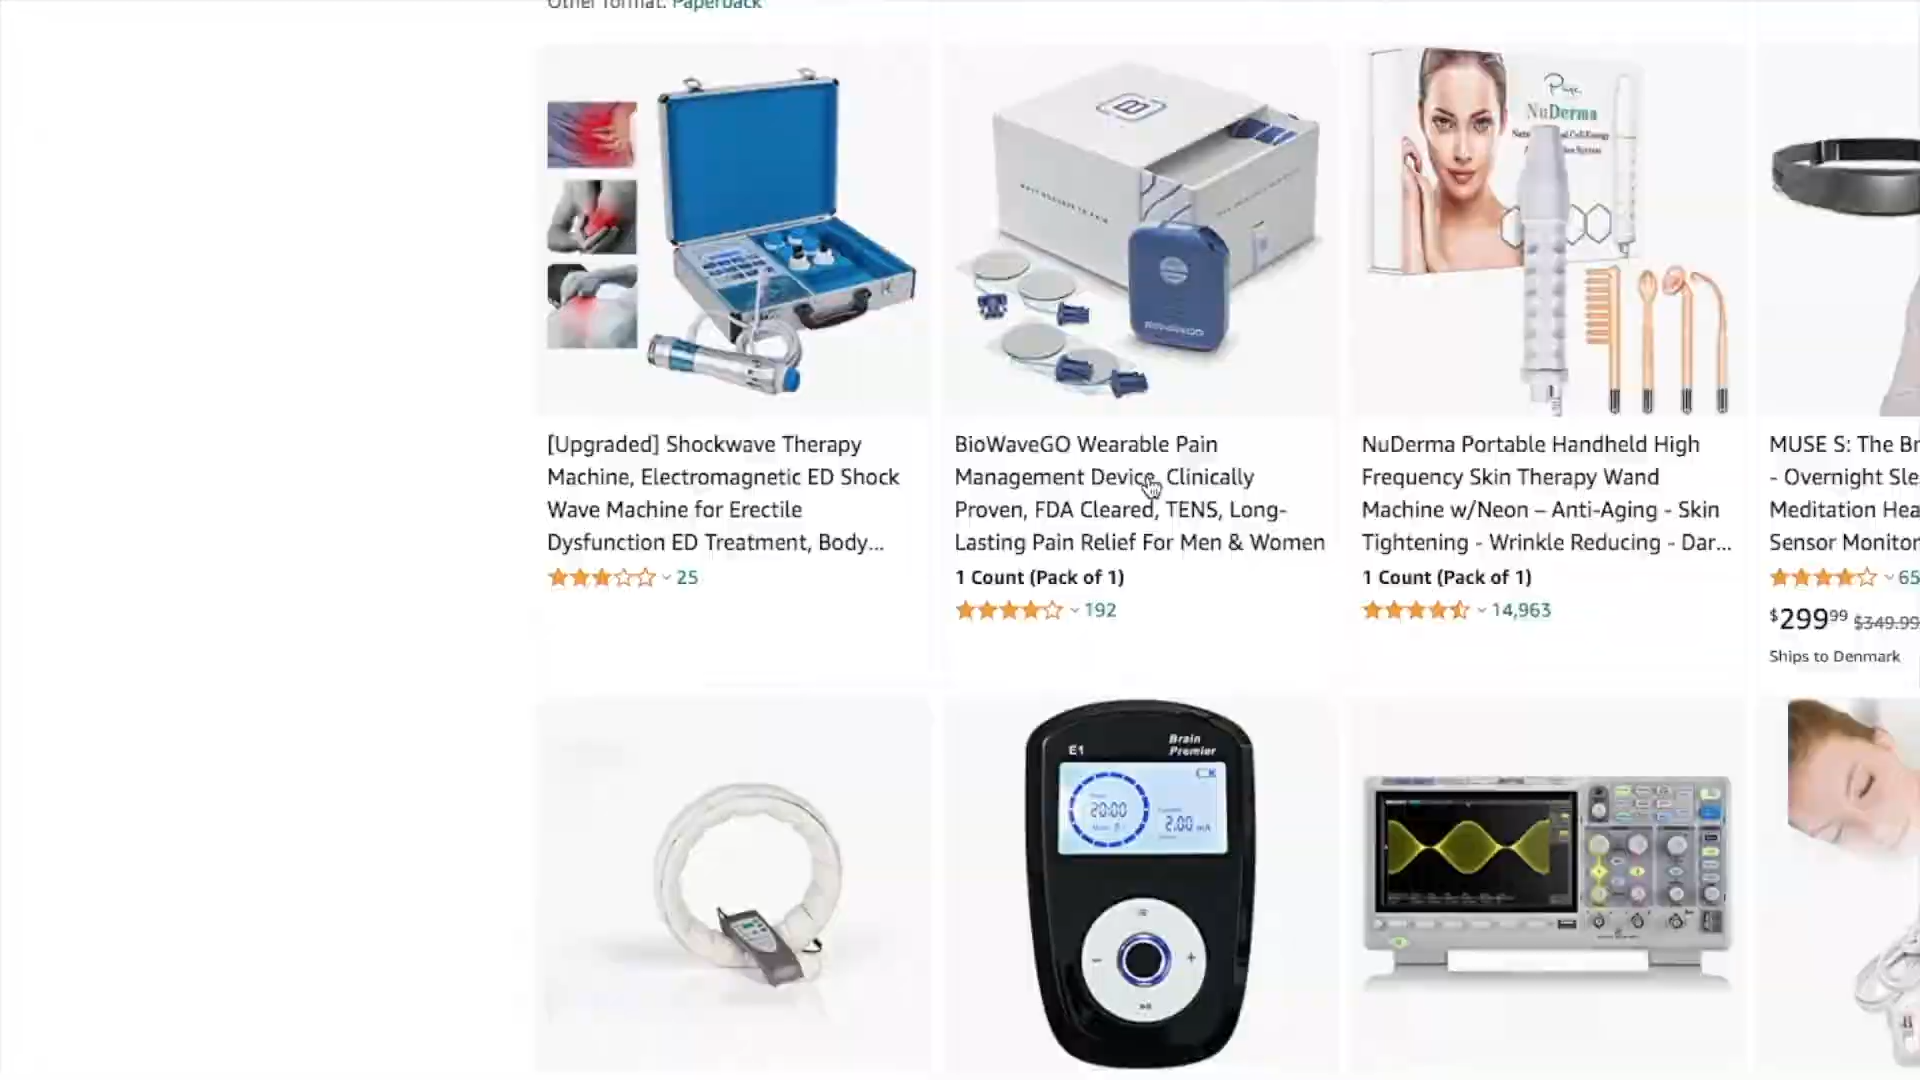 Other format: Paperback
NuDerma
[Upgraded] Shockwave Therapy
Machine, Electromagnetic ED Shock
Wave Machine for Erectile
Dysfunction ED Treatment, Body...
25
BioWaveGO Wearable Pain
Management Device, Clinically
Proven, FDA Cleared, TENS, Long-
Lasting Pain Relief For Men & Women
1 Count (Pack of 1)
192
NuDerma Portable Handheld High
Frequency Skin Therapy Wand
Machine w/Neon – Anti-Aging - Skin
Tightening - Wrinkle Reducing - Dar...
1 Count (Pack of 1)
14,963
MUSE S: The Br
- Overnight Sle
Meditation Hea
Sensor Monitor
65
$299.99 $349.99
Ships to Denmark
E1
Brain
Premier
20:00
2.00 mA